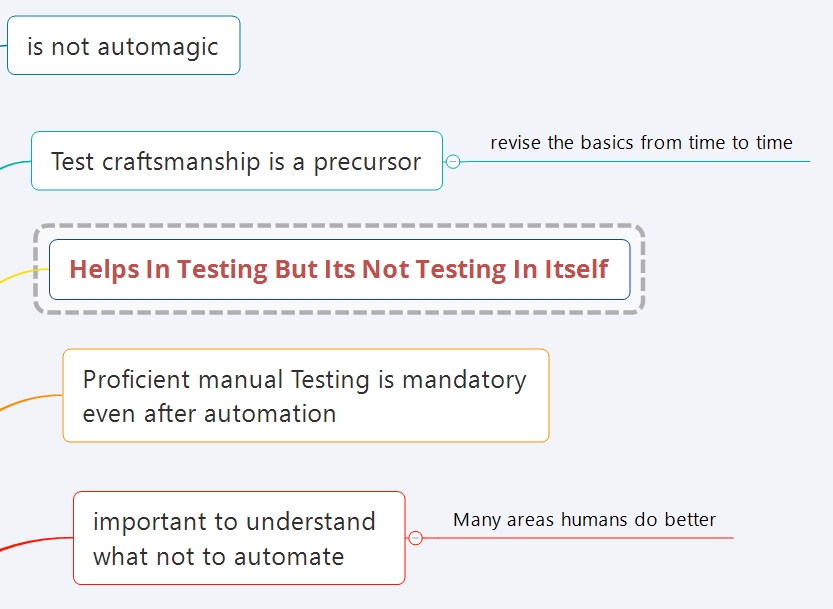 is not automagic
Test craftsmanship is a precursor
revise the basics from time to time
Helps In Testing But Its Not Testing In Itself
Proficient manual Testing is mandatory
even after automation
important to understand
what not to automate
Many areas humans do better